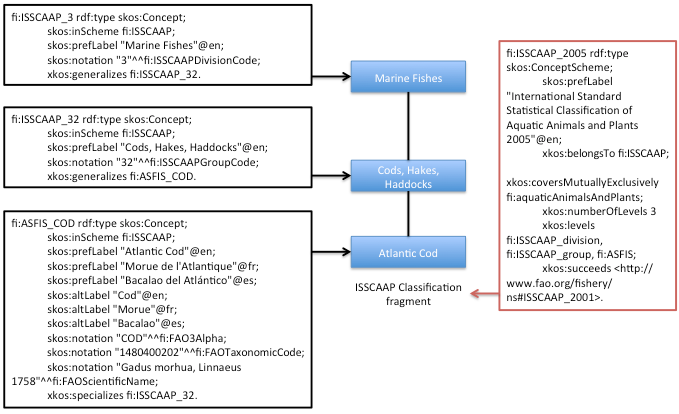 fi:ISSCAAP_3 rdf:type skos:Concept;
skos:inScheme fi:ISSCAAP;
skos:prefLabel "Marine Fishes"@en;
skos:notation "3"^^fi:ISSCAAPDivisionCode;
xkos:generalizes fi:ISSCAAP_32.
Marine Fishes
fi:ISSCAAP_32 rdf:type skos:Concept;
skos:inScheme fi:ISSCAAP;
skos:prefLabel "Cods, Hakes, Haddocks"@en;
skos:notation "32"^^fi:ISSCAAPGroupCode;
xkos:generalizes fi:ASFIS_COD.
Cods, Hakes,
Haddocks
fi:ASFIS_COD rdf:type skos:Concept;
skos:inScheme fi:ISSCAAP;
skos:prefLabel "Atlantic Cod"@en;
skos:prefLabel "Morue de l'Atlantique"@fr;
skos:prefLabel "Bacalao del Atlántico"@es;
skos:altLabel "Cod"@en;
skos:altLabel "Morue"@fr;
skos:altLabel "Bacalao"@es;
skos:notation "COD"^^fi:FAO3Alpha;
skos:notation "1480400202"^^fi:FAOTaxonomicCode;
skos:notation "Gadus morhua, Linnaeus
1758"^^fi:FAOScientificName;
xkos:specializes fi:ISSCAAP_32.
Atlantic Cod
ISSCAAP Classification
fragment
fi:ISSCAAP_2005 rdf:type
skos:ConceptScheme;
skos:prefLabel
"International Standard
Statistical Classification of
Aquatic Animals and Plants
2005"@en;
xkos:belongsTo fi:ISSCAAP;
xkos:coversMutuallyExclusively
fi:aquaticAnimalsAndPlants;
xkos:numberOfLevels 3
xkos:levels
fi:ISSCAAP_division,
fi:ISSCAAP_group, fi:ASFIS;
xkos:succeeds <http://
www.fao.org/fishery/
ns#ISSCAAP_2001>.